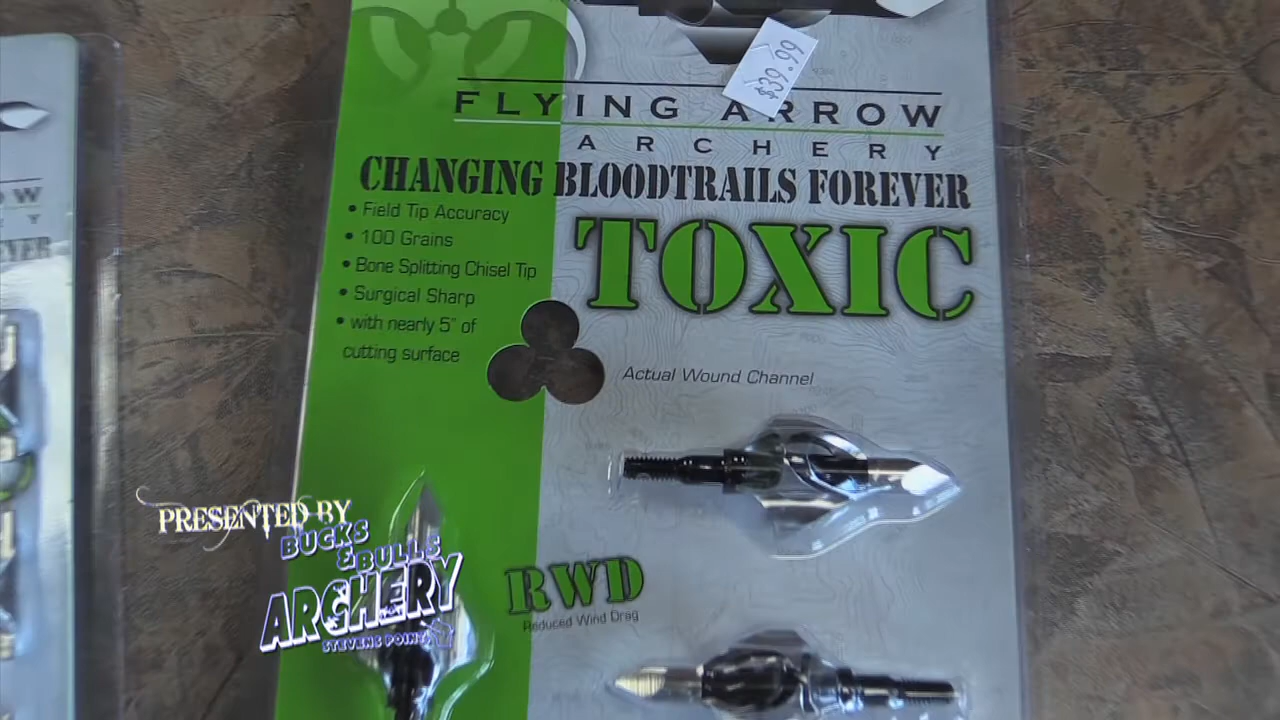 $39.99
FLYING ARROW
ARCHERY
CHANGING BLOODTRAILS FOREVER
TOXIC
• Field Tip Accuracy
• 100 Grains
• Bone Splitting Chisel Tip
• Surgical Sharp
• with nearly 5" of
cutting surface
Actual Wound Channel
RWD
Reduced Wind Drag
PRESENTED BY
BUCKS
& BULLS
ARCHERY
STEVENS POINT